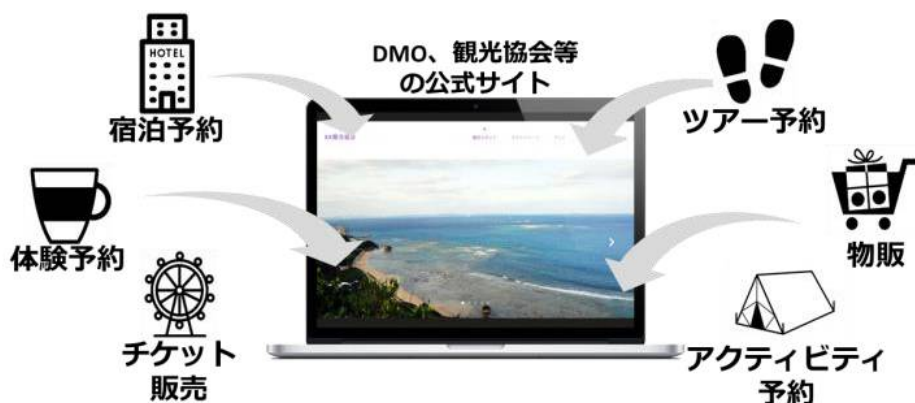 DMO、観光協会等
の公式サイト
HOTEL
宿泊予約
ツアー予約
体験予約
物販
チケット
販売
アクティビティ
予約